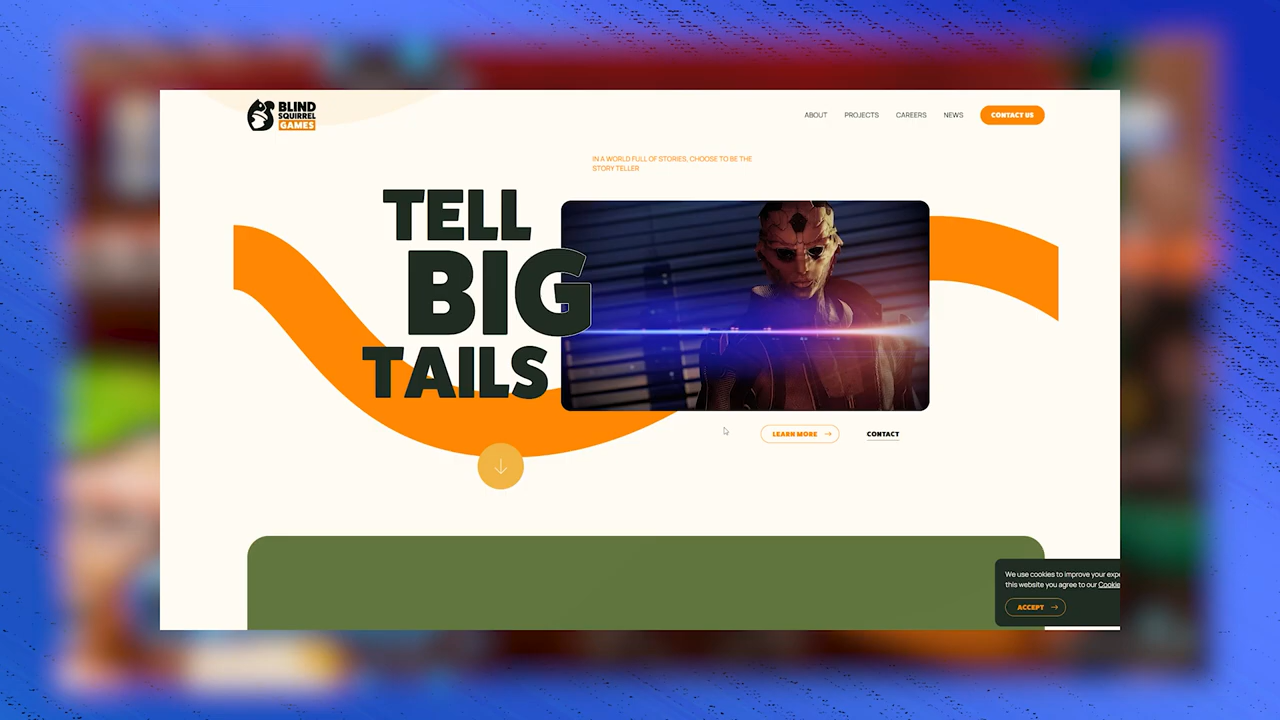 BLIND
SQUIRREL
GAMES
ABOUT
PROJECTS
CAREERS
NEWS
CONTACT US
IN A WORLD FULL OF STORIES, CHOOSE TO BE THE
STORY TELLER
TELL
BIG
TAILS
LEARN MORE
CONTACT
We use cookies to improve your expe
this website you agree to our Cookie
ACCEPT